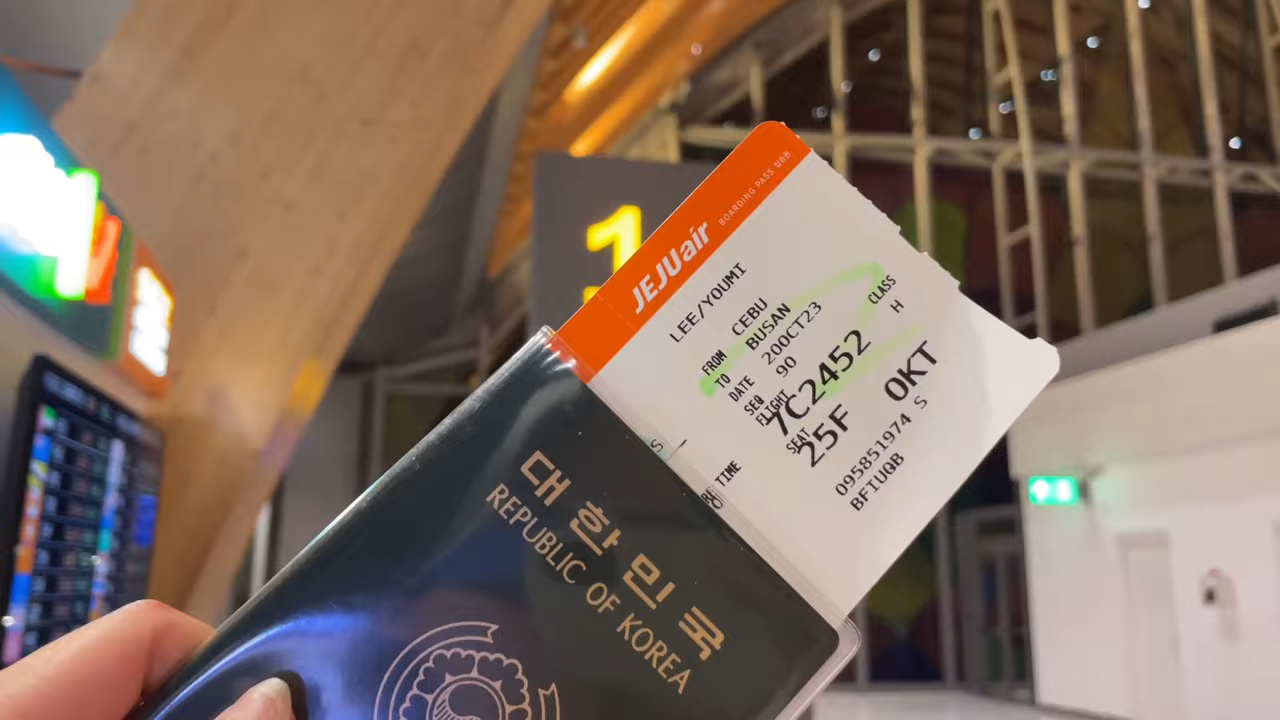 1
JEJUair BOARDING PASS 탑승권
LEE/YOUMI
FROM CEBU
TO BUSAN
DATE 20OCT23
SEQ 90
CLASS
H
FLIGHT
7C2452
SEAT
25F OKT
095851974 S
BFIUQB
TIME
대한민국
REPUBLIC OF KOREA